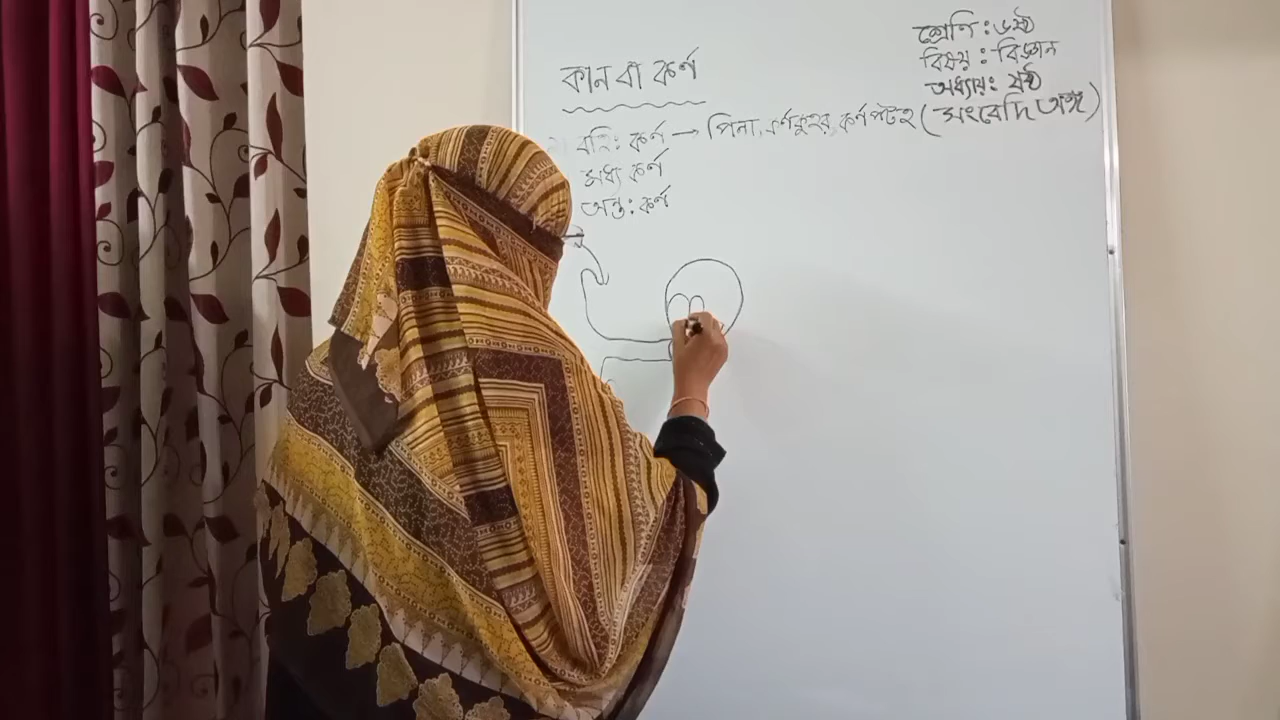 শ্রেণি : ৬ষ্ঠ
বিষয় : বিজ্ঞান
অধ্যায়ঃ ষষ্ঠ
(সংবেদি অঙ্গ)
কান বা কর্ণ
বহিঃ কর্ণ → পিনা, কর্ণকুহর, কর্ণপটহ
মধ্য কর্ণ
অন্তঃ কর্ণ